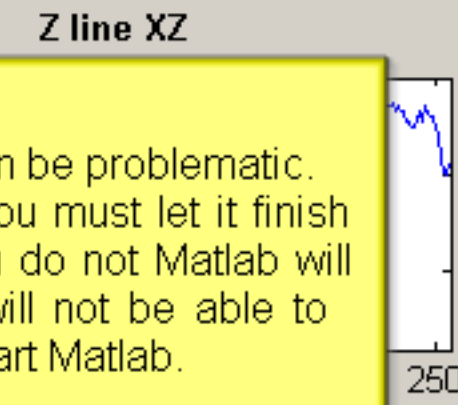 Z line XZ
n be problematic.
ou must let it finish
do not Matlab will
will not be able to
art Matlab.
250